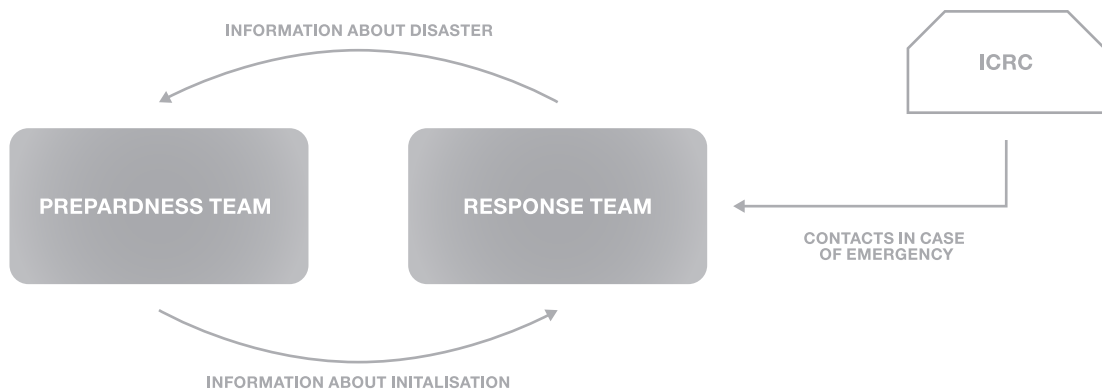 INFORMATION ABOUT DISASTER
ICRC
PREPARDNESS TEAM
RESPONSE TEAM
CONTACTS IN CASE
OF EMERGENCY
INFORMATION ABOUT INITALISATION